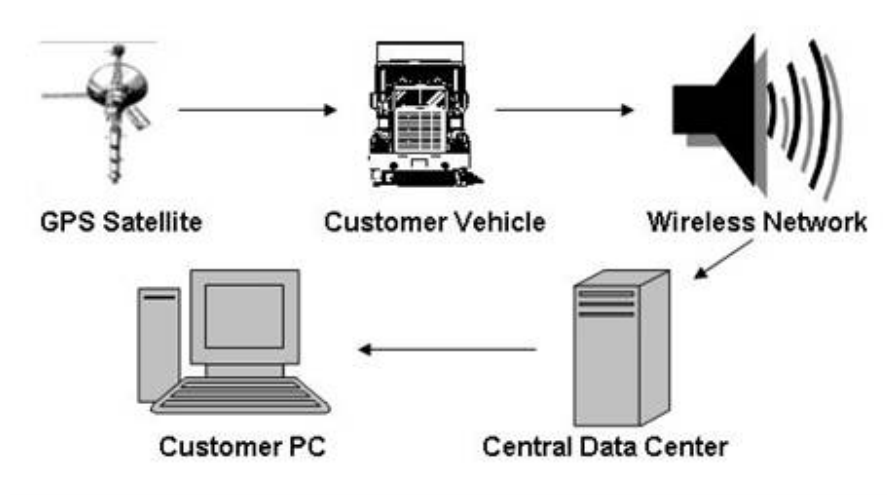 GPS Satellite
Customer Vehicle
Wireless Network
Customer PC
Central Data Center